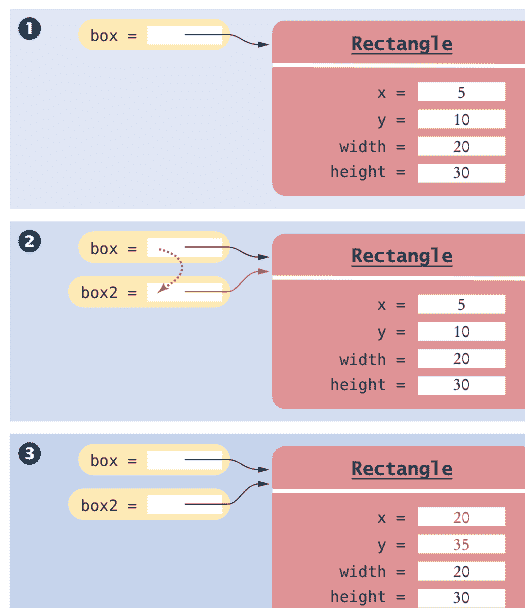 1
box =
Rectangle
x = 5
y = 10
width = 20
height = 30
2
box =
box2 =
Rectangle
x = 5
y = 10
width = 20
height = 30
3
box =
box2 =
Rectangle
x = 20
y = 35
width = 20
height = 30